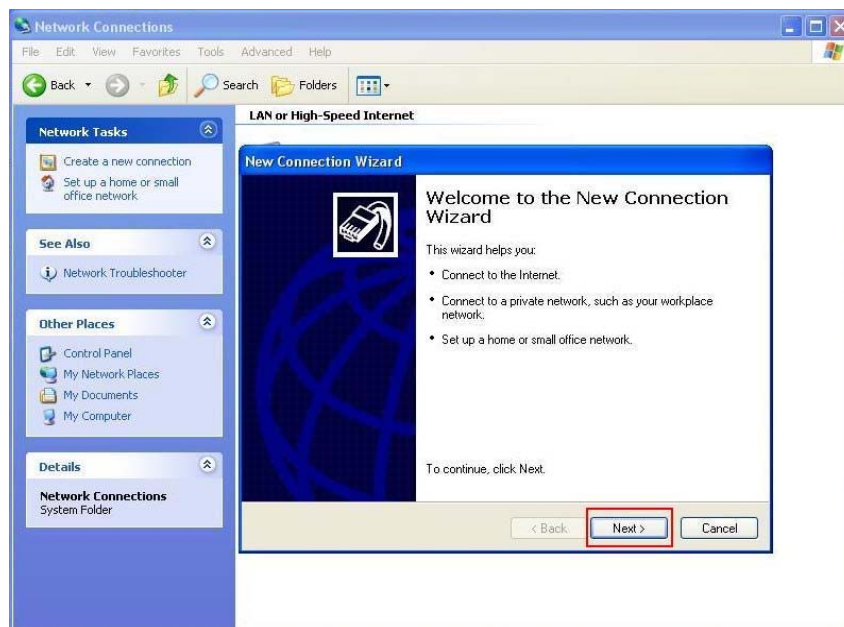 Network Connections
File Edit View Favorites Tools Advanced Help
Back Search Folders
LAN or High-Speed Internet
Network Tasks
Create a new connection
Set up a home or small
office network
See Also
Network Troubleshooter
Other Places
Control Panel
My Network Places
My Documents
My Computer
Details
Network Connections
System Folder
New Connection Wizard
Welcome to the New Connection
Wizard
This wizard helps you:
• Connect to the Internet.
• Connect to a private network, such as your workplace
network.
• Set up a home or small office network.
To continue, click Next.
< Back Next > Cancel